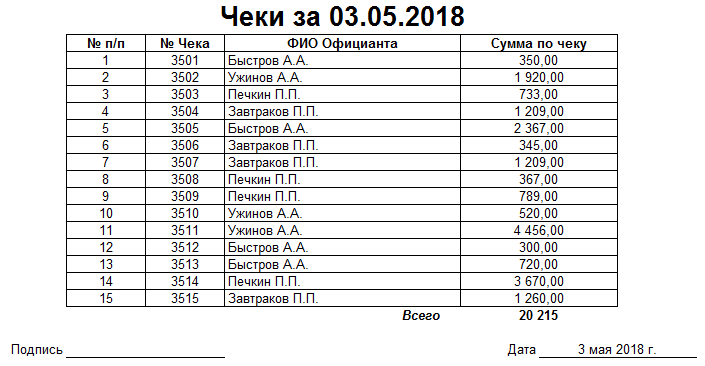 Чеки за 03.05.2018
№ п/п № Чека ФИО Официанта Сумма по чеку
1 3501 Быстров А.А. 350,00
2 3502 Ужинов А.А. 1 920,00
3 3503 Печкин П.П. 733,00
4 3504 Завтраков П.П. 1 209,00
5 3505 Быстров А.А. 2 367,00
6 3506 Завтраков П.П. 345,00
7 3507 Завтраков П.П. 1 209,00
8 3508 Печкин П.П. 367,00
9 3509 Печкин П.П. 789,00
10 3510 Ужинов А.А. 520,00
11 3511 Ужинов А.А. 4 456,00
12 3512 Быстров А.А. 300,00
13 3513 Быстров А.А. 720,00
14 3514 Печкин П.П. 3 670,00
15 3515 Завтраков П.П. 1 260,00
Всего 20 215
Подпись Дата 3 мая 2018 г.